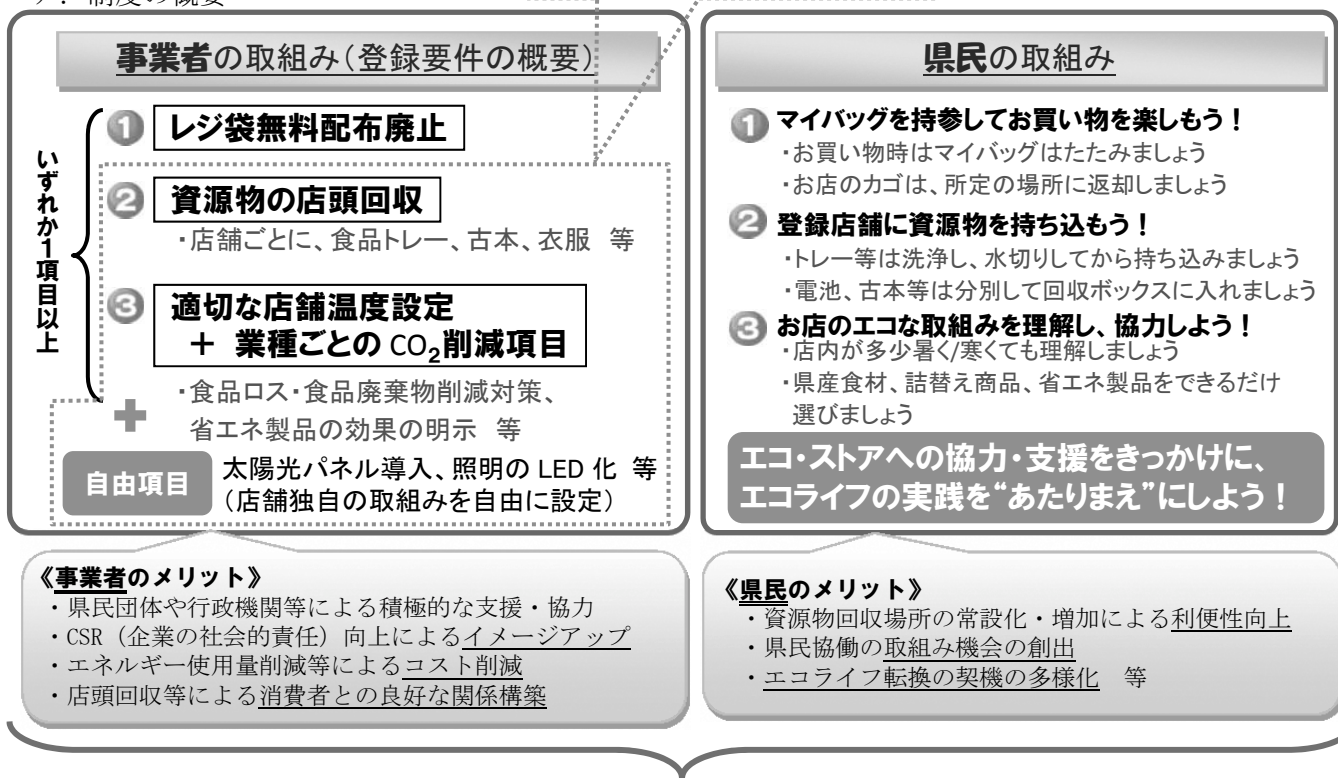 制度の概要
事業者の取組み（登録要件の概要）
いずれか1項目以上
① レジ袋無料配布廃止
② 資源物の店頭回収
・店舗ごとに、食品トレー、古本、衣服　等
③ 適切な店舗温度設定
＋ 業種ごとの CO₂削減項目
・食品ロス・食品廃棄物削減対策、
省エネ製品の効果の明示　等
＋
自由項目
太陽光パネル導入、照明の LED 化　等
（店舗独自の取組みを自由に設定）
《事業者のメリット》
・県民団体や行政機関等による積極的な支援・協力
・CSR（企業の社会的責任）向上によるイメージアップ
・エネルギー使用量削減等によるコスト削減
・店頭回収等による消費者との良好な関係構築
県民の取組み
① マイバッグを持参してお買い物を楽しもう！
・お買い物時はマイバッグはたたみましょう
・お店のカゴは、所定の場所に返却しましょう
② 登録店舗に資源物を持ち込もう！
・トレー等は洗浄し、水切りしてから持ち込みましょう
・電池、古本等は分別して回収ボックスに入れましょう
③ お店のエコな取組みを理解し、協力しよう！
・店内が多少暑く/寒くても理解しましょう
・県産食材、詰替え商品、省エネ製品をできるだけ
選びましょう
エコ・ストアへの協力・支援をきっかけに、
エコライフの実践を“あたりまえ”にしよう！
《県民のメリット》
・資源物回収場所の常設化・増加による利便性向上
・県民協働の取組み機会の創出
・エコライフ転換の契機の多様化　等